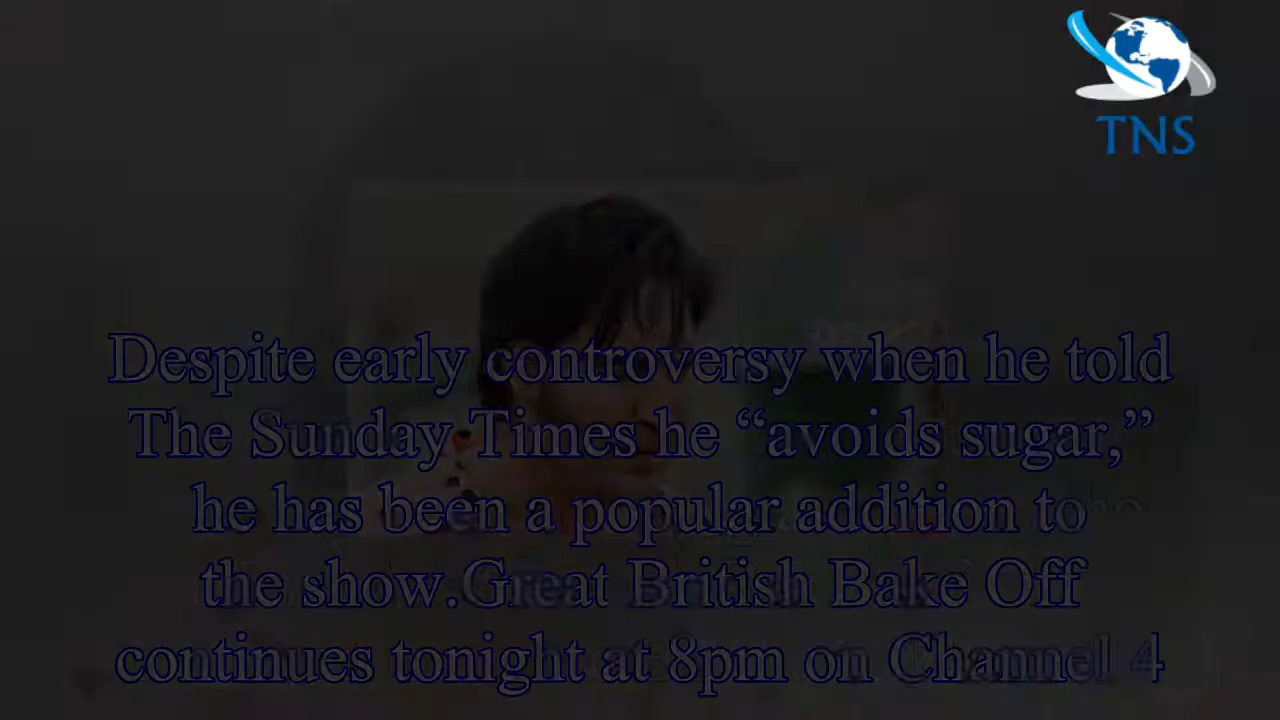 TNS
Despite early controversy when he told
The Sunday Times he “avoids sugar,”
he has been a popular addition to
the show.Great British Bake Off
continues tonight at 8pm on Channel 4